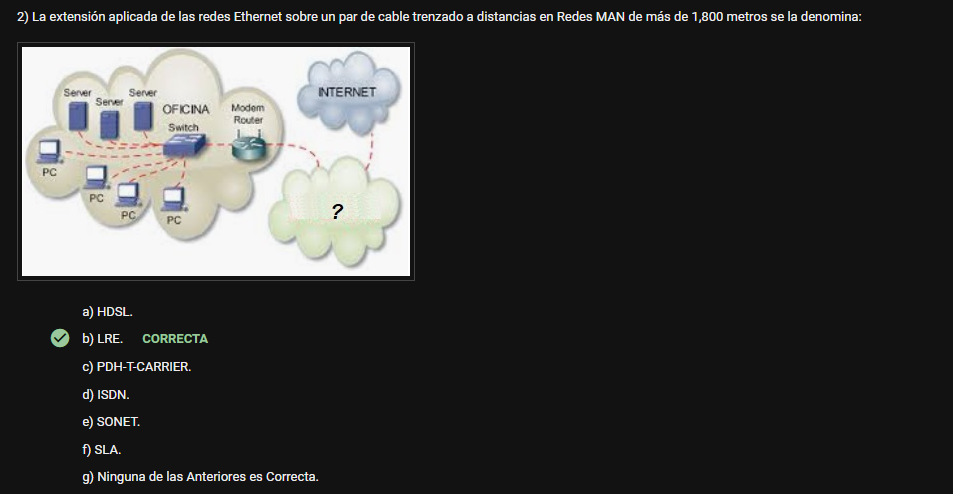 2) La extensión aplicada de las redes Ethernet sobre un par de cable trenzado a distancias en Redes MAN de más de 1,800 metros se la denomina:
Server
Server
Server
OFICINA
Switch
Modem
Router
INTERNET
PC
PC
PC
PC
?
a) HDSL.
b) LRE. CORRECTA
c) PDH-T-CARRIER.
d) ISDN.
e) SONET.
f) SLA.
g) Ninguna de las Anteriores es Correcta.